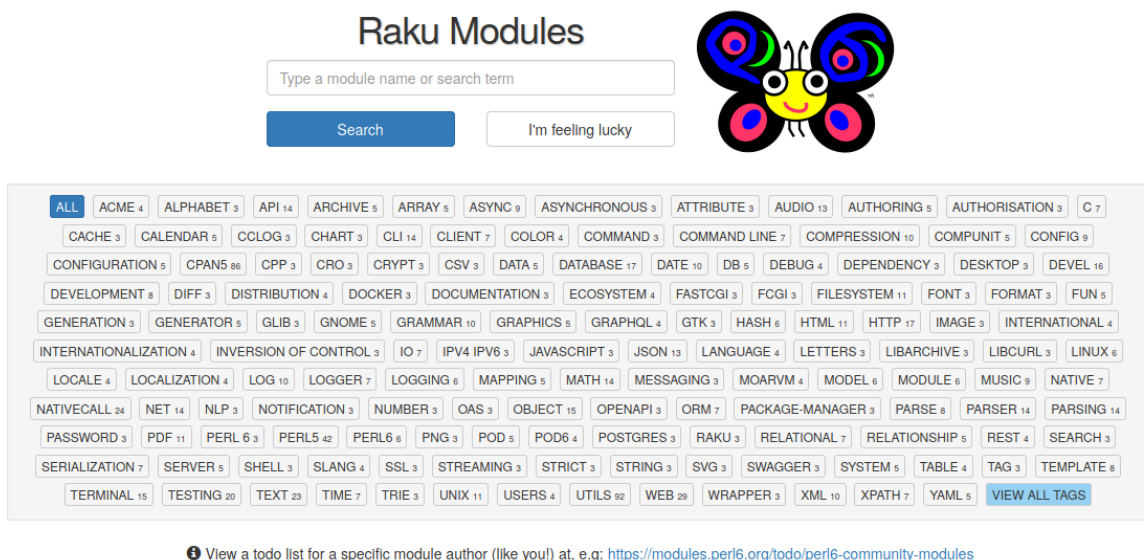 Raku Modules
Type a module name or search term
Search I'm feeling lucky
ALL ACME 4 ALPHABET 3 API 14 ARCHIVE 5 ARRAY 5 ASYNC 9 ASYNCHRONOUS 3 ATTRIBUTE 3 AUDIO 13 AUTHORING 5 AUTHORISATION 3 C 7
CACHE 3 CALENDAR 5 CCLOG 3 CHART 3 CLI 14 CLIENT 7 COLOR 4 COMMAND 3 COMMAND LINE 7 COMPRESSION 10 COMPUNIT 5 CONFIG 9
CONFIGURATION 5 CPAN5 86 CPP 3 CRO 3 CRYPT 3 CSV 3 DATA 5 DATABASE 17 DATE 10 DB 5 DEBUG 4 DEPENDENCY 3 DESKTOP 3 DEVEL 16
DEVELOPMENT 8 DIFF 3 DISTRIBUTION 4 DOCKER 3 DOCUMENTATION 3 ECOSYSTEM 4 FASTCGI 3 FCGI 3 FILESYSTEM 11 FONT 3 FORMAT 3 FUN 5
GENERATION 3 GENERATOR 5 GLIB 3 GNOME 5 GRAMMAR 10 GRAPHICS 5 GRAPHQL 4 GTK 3 HASH 6 HTML 11 HTTP 17 IMAGE 3 INTERNATIONAL 4
INTERNATIONALIZATION 4 INVERSION OF CONTROL 3 IO 7 IPV4 IPV6 3 JAVASCRIPT 3 JSON 13 LANGUAGE 4 LETTERS 3 LIBARCHIVE 3 LIBCURL 3 LINUX 6
LOCALE 4 LOCALIZATION 4 LOG 10 LOGGER 7 LOGGING 6 MAPPING 5 MATH 14 MESSAGING 3 MOARVM 4 MODEL 6 MODULE 6 MUSIC 9 NATIVE 7
NATIVECALL 24 NET 14 NLP 3 NOTIFICATION 3 NUMBER 3 OAS 3 OBJECT 15 OPENAPI 3 ORM 7 PACKAGE-MANAGER 3 PARSE 8 PARSER 14 PARSING 14
PASSWORD 3 PDF 11 PERL 6 3 PERL5 42 PERL6 6 PNG 3 POD 5 POD6 4 POSTGRES 3 RAKU 3 RELATIONAL 7 RELATIONSHIP 5 REST 4 SEARCH 3
SERIALIZATION 7 SERVER 5 SHELL 3 SLANG 4 SSL 3 STREAMING 3 STRICT 3 STRING 3 SVG 3 SWAGGER 3 SYSTEM 5 TABLE 4 TAG 3 TEMPLATE 8
TERMINAL 15 TESTING 20 TEXT 23 TIME 7 TRIE 3 UNIX 11 USERS 4 UTILS 92 WEB 29 WRAPPER 3 XML 10 XPATH 7 YAML 5 VIEW ALL TAGS
View a todo list for a specific module author (like you!) at, e.g: https://modules.perl6.org/todo/perl6-community-modules